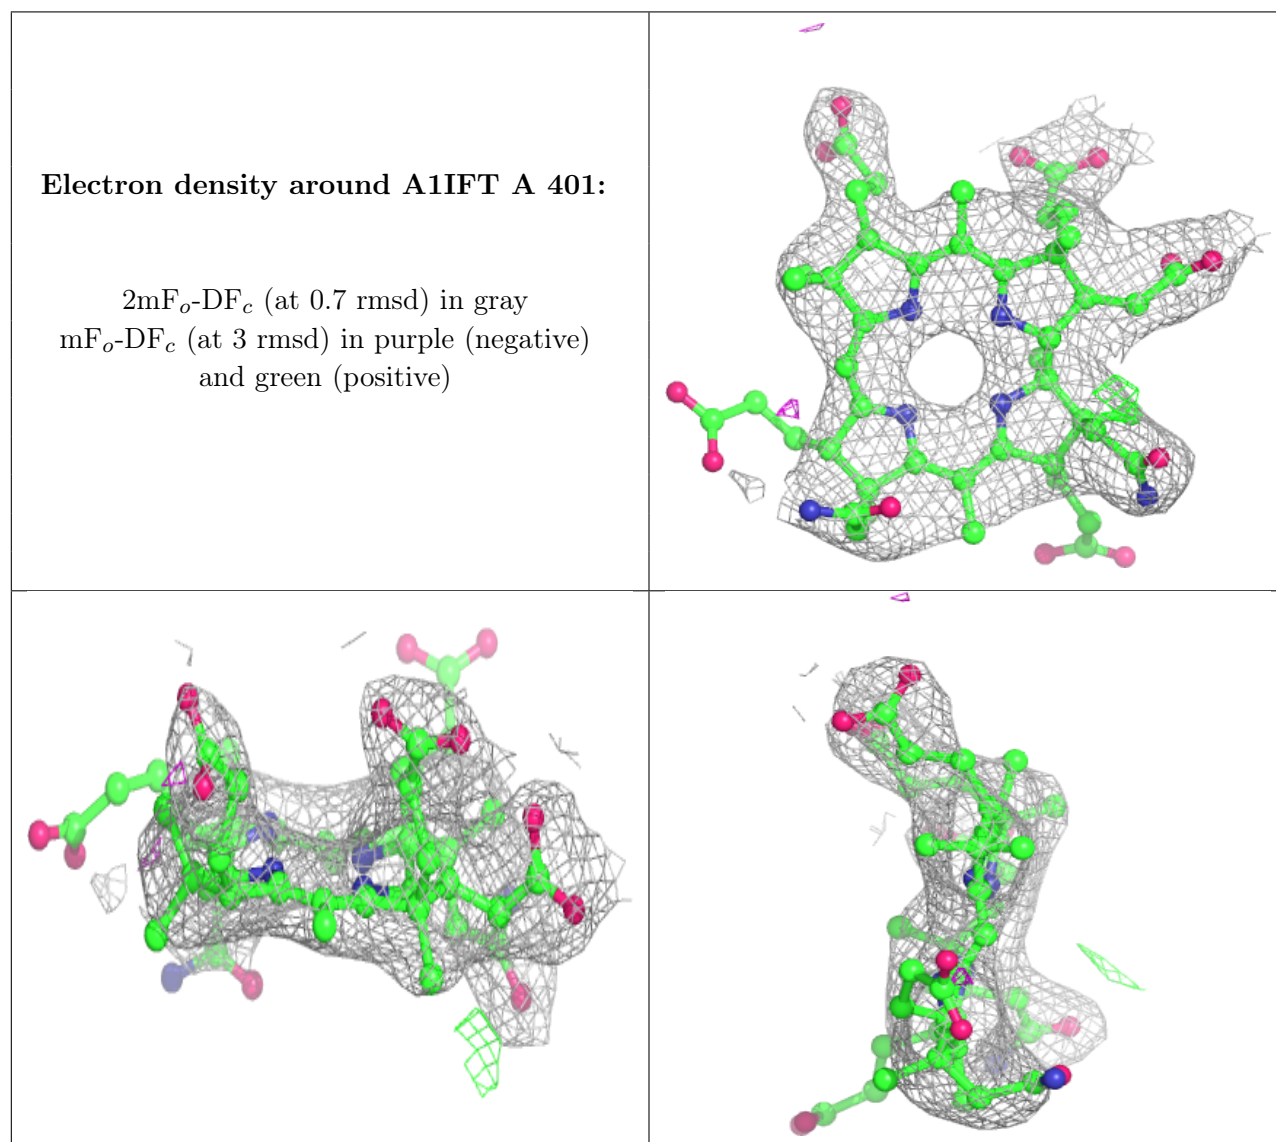 Electron density around A1IFT A 401:
2mFo-DFc (at 0.7 rmsd) in gray
mFo-DFc (at 3 rmsd) in purple (negative)
and green (positive)